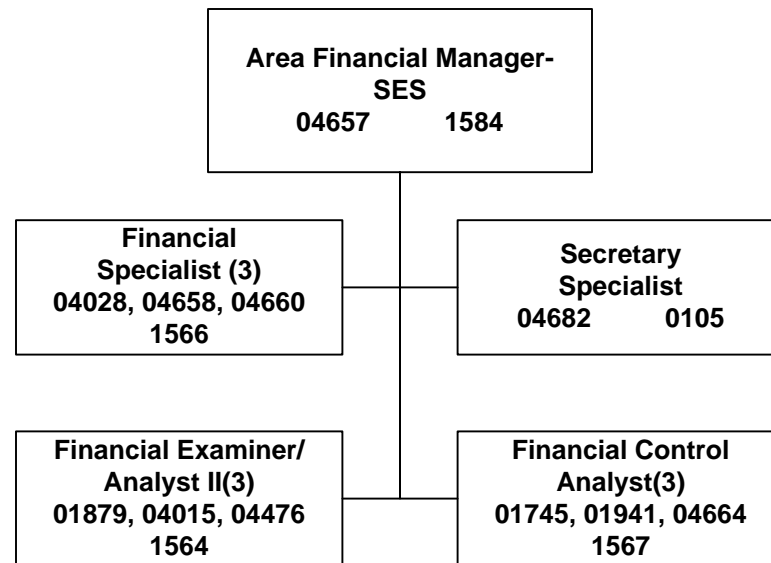 Area Financial Manager-
SES
04657 1584
Financial
Specialist (3)
04028, 04658, 04660
1566
Secretary
Specialist
04682 0105
Financial Examiner/
Analyst II(3)
01879, 04015, 04476
1564
Financial Control
Analyst(3)
01745, 01941, 04664
1567